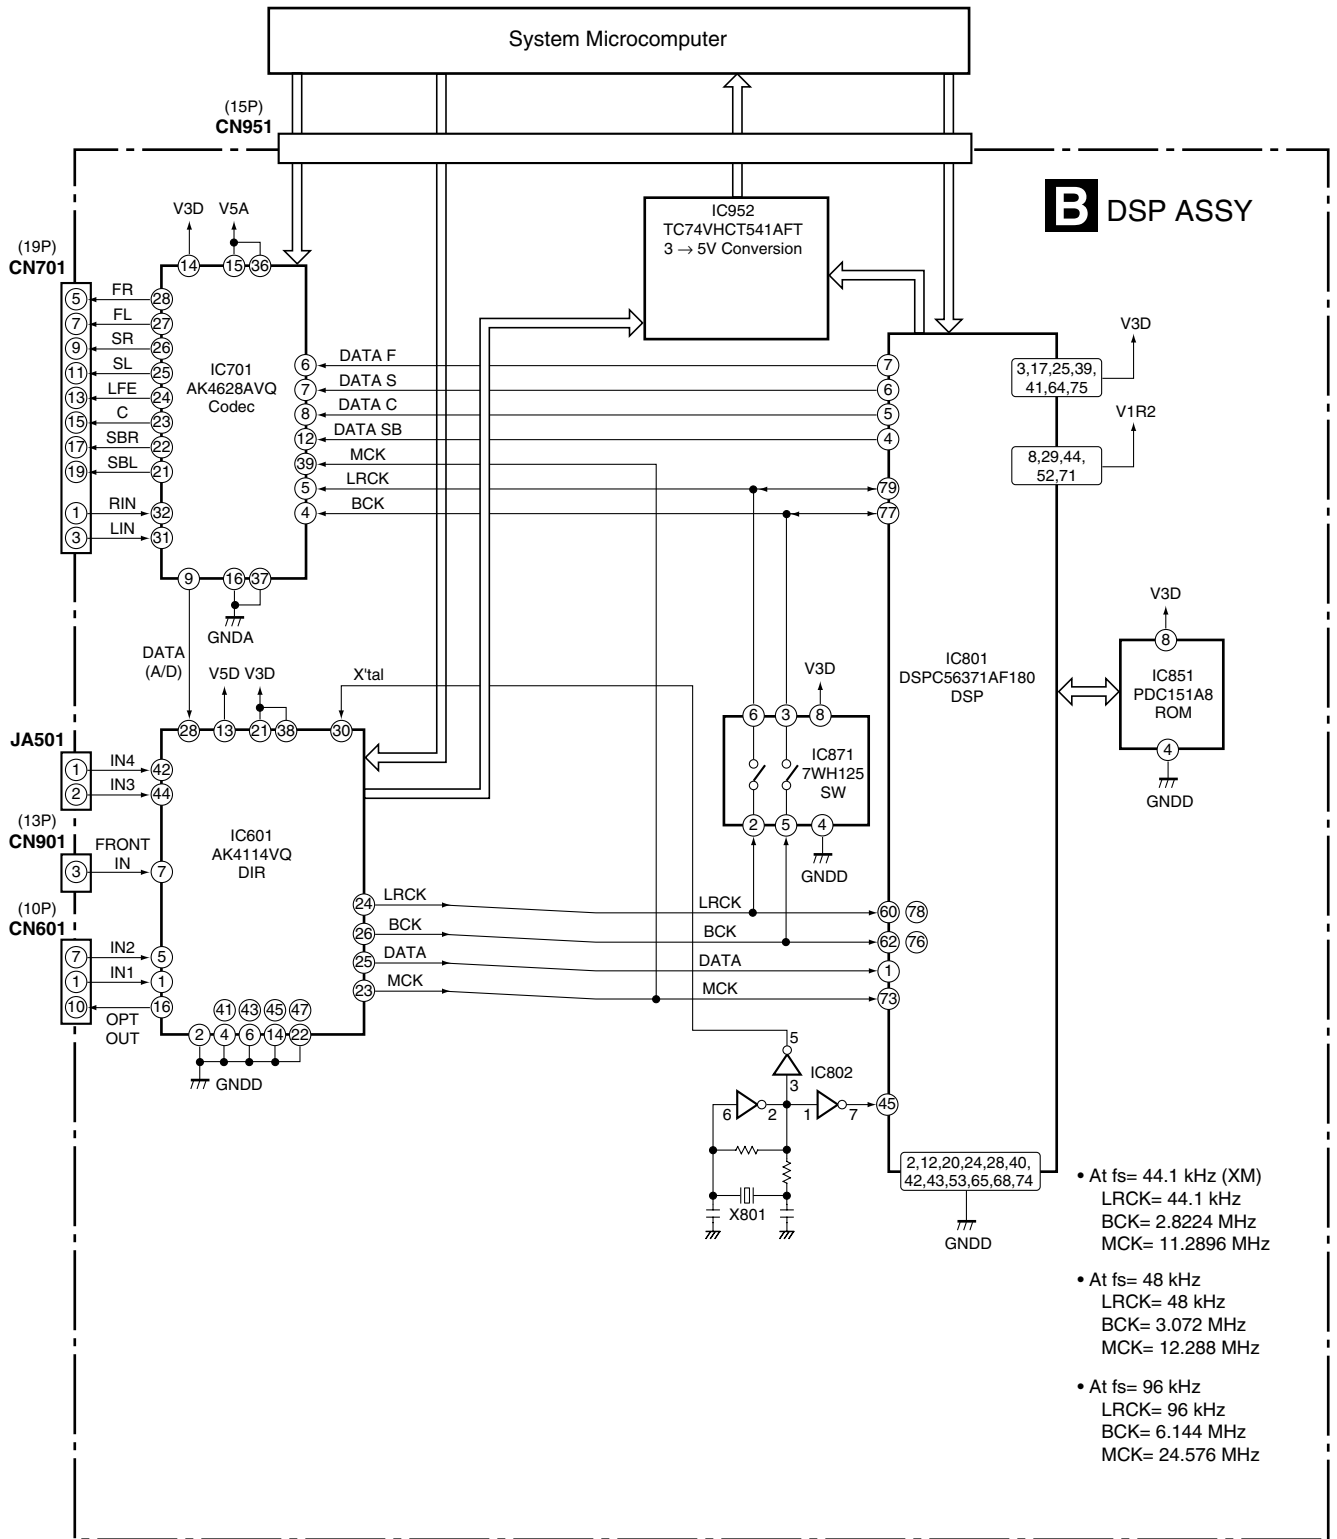 System Microcomputer
(15P)
CN951
B DSP ASSY
IC952
TC74VHCT541AFT
3 → 5V Conversion
V3D V5A
(19P)
CN701
14 15 36
5 FR 28
7 FL 27
9 SR 26
11 SL 25
13 LFE 24
15 C 23
17 SBR 22
19 SBL 21
1 RIN 32
3 LIN 31
IC701
AK4628AVQ
Codec
6 DATA F 7
7 DATA S 6
8 DATA C 5
12 DATA SB 4
39 MCK
5 LRCK 79
4 BCK 77
9 16 37
GNDA
DATA
(A/D)
V3D
3,17,25,39,
41,64,75
V1R2
8,29,44,
52,71
IC801
DSPC56371AF180
DSP
V3D
8
IC851
PDC151A8
ROM
4
GNDD
V5D V3D
X'tal
28 13 21 38 30
V3D
6 3 8
IC871
7WH125
SW
2 5 4
GNDD
JA501
1 IN4 42
2 IN3 44
(13P)
CN901
3 FRONT
IN 7
(10P)
CN601
7 IN2 5
1 IN1 1
10 OPT
OUT 16
IC601
AK4114VQ
DIR
24 LRCK LRCK 60 78
26 BCK BCK 62 76
25 DATA DATA 1
23 MCK MCK 73
41 43 45 47
2 4 6 14 22
GNDD
5
IC802
3
6 2 1 7 45
X801
2,12,20,24,28,40,
42,43,53,65,68,74
GNDD
• At fs= 44.1 kHz (XM)
LRCK= 44.1 kHz
BCK= 2.8224 MHz
MCK= 11.2896 MHz
• At fs= 48 kHz
LRCK= 48 kHz
BCK= 3.072 MHz
MCK= 12.288 MHz
• At fs= 96 kHz
LRCK= 96 kHz
BCK= 6.144 MHz
MCK= 24.576 MHz